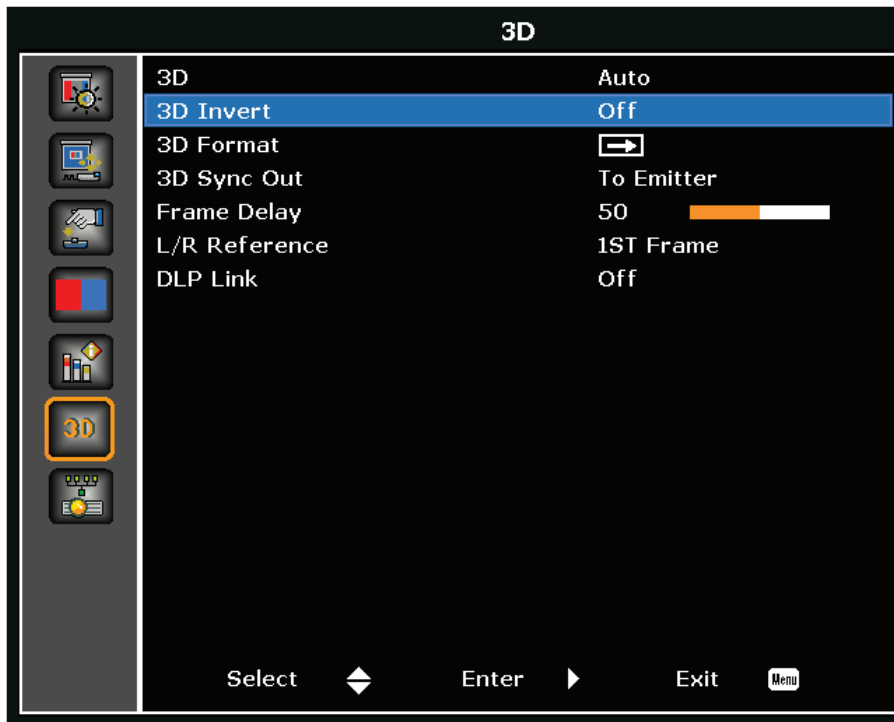 3D
3D Auto
3D Invert Off
3D Format
3D Sync Out To Emitter
Frame Delay 50
L/R Reference 1ST Frame
DLP Link Off
3D
Select Enter Exit Menu